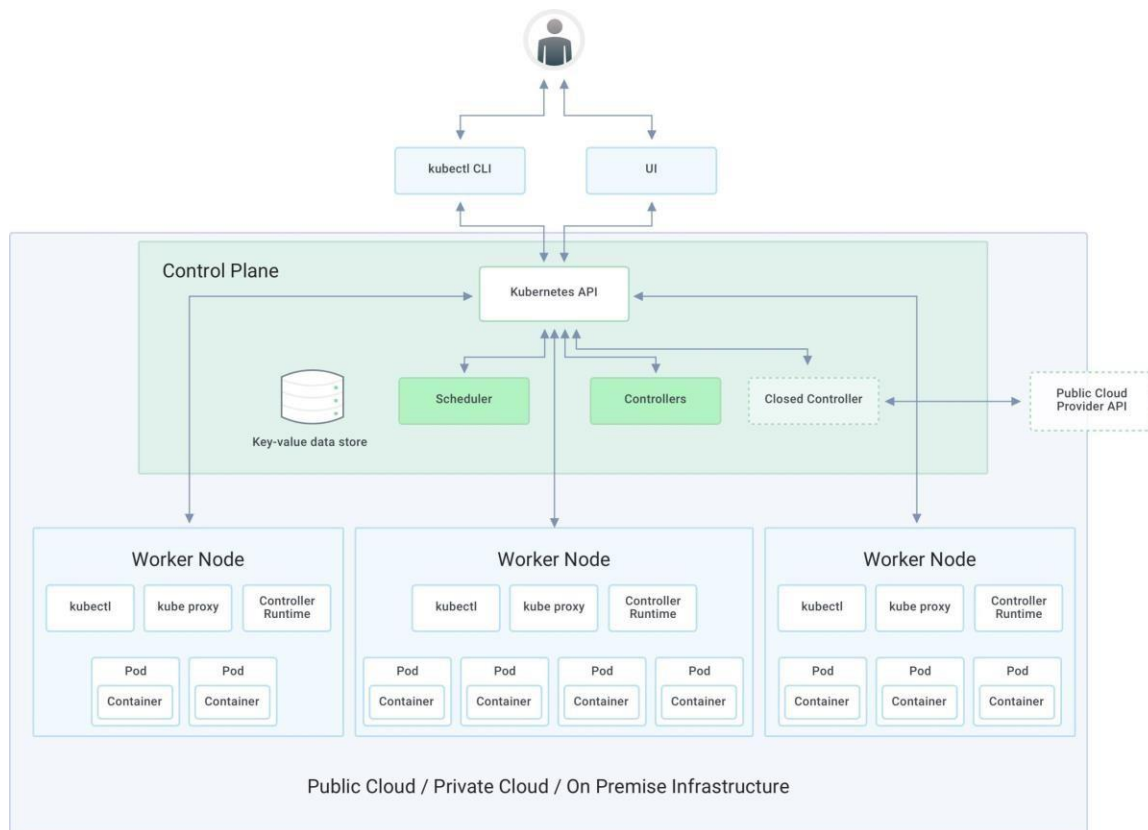 kubectl CLI
UI
Control Plane
Kubernetes API
Scheduler
Controllers
Closed Controller
Public Cloud
Provider API
Key-value data store
Worker Node
kubectl
kube proxy
Controller
Runtime
Pod
Container
Pod
Container
Worker Node
kubectl
kube proxy
Controller
Runtime
Pod
Container
Pod
Container
Pod
Container
Pod
Container
Worker Node
kubectl
kube proxy
Controller
Runtime
Pod
Container
Pod
Container
Pod
Container
Public Cloud / Private Cloud / On Premise Infrastructure